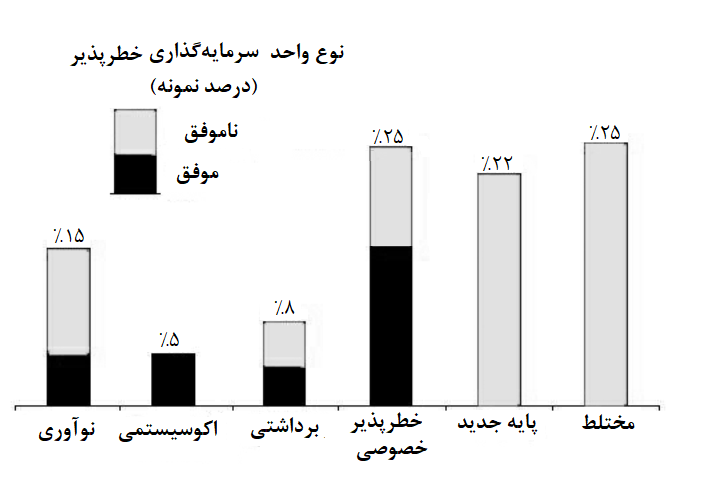 نوع واحد سرمایه‌گذاری خطرپذیر
(درصد نمونه)
ناموفق
موفق
٪۱۵
٪۵
٪۸
٪۲۵
٪۲۲
٪۲۵
نوآوری
اکوسیستمی
برداشتی
خطرپذیر
خصوصی
پایه جدید
مختلط